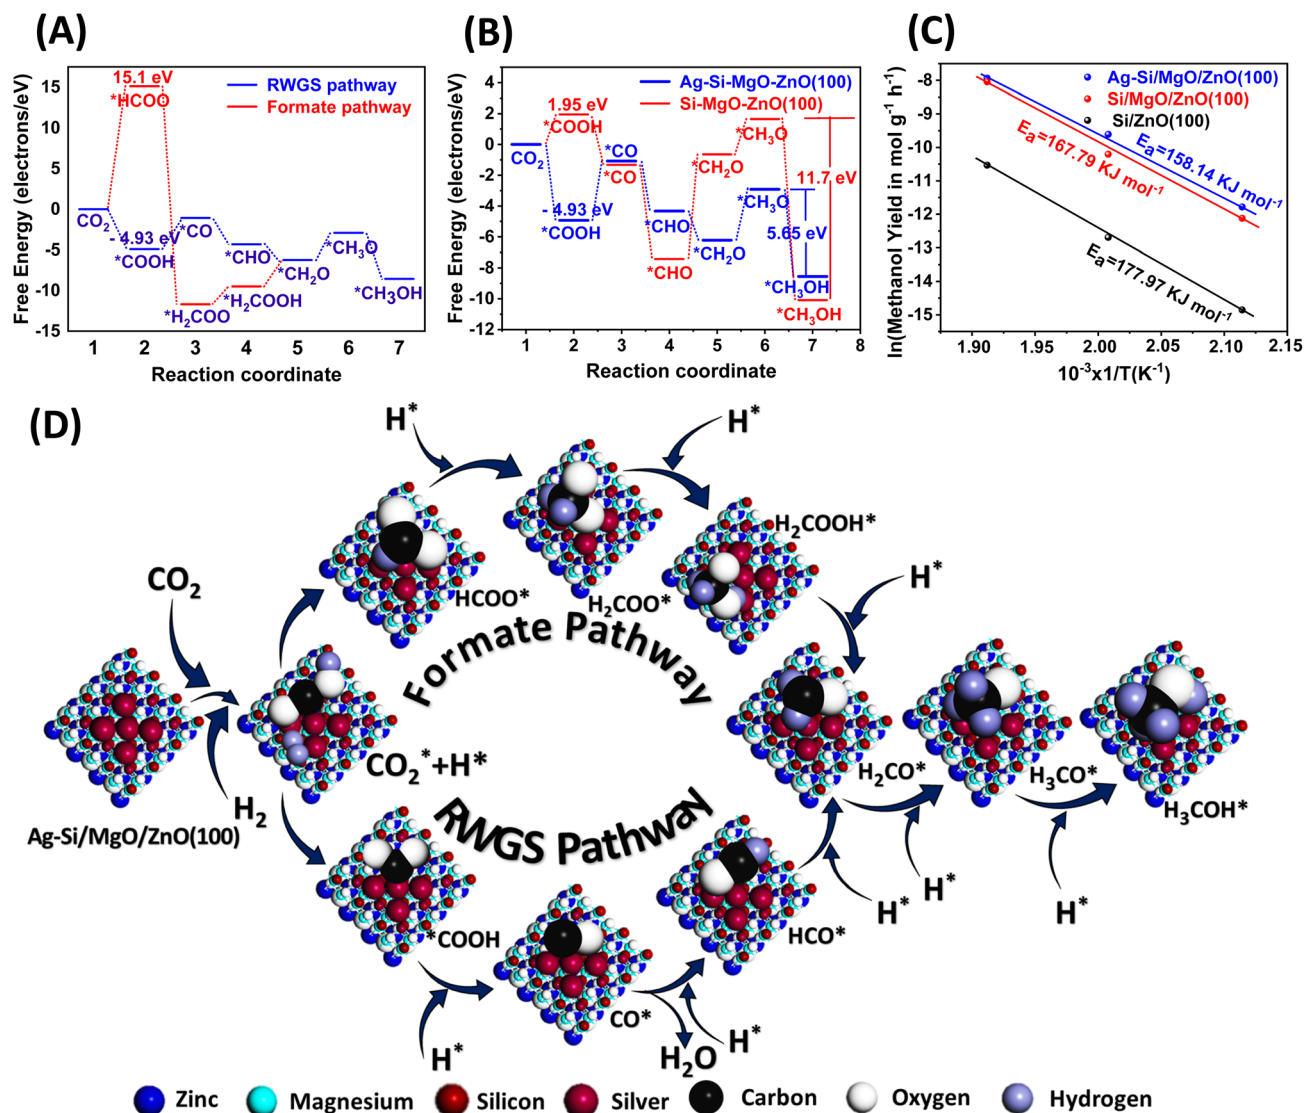 (A)
Free Energy (electrons/eV)
15
10
5
0
-5
-10
-15
15.1 eV
*HCOO
RWGS pathway
Formate pathway
CO₂
- 4.93 eV
*COOH
*CO
*CHO
*CH₂O
*CH₃O
*CH₃OH
*H₂COO
*H₂COOH
1 2 3 4 5 6 7
Reaction coordinate
(B)
Free Energy (electrons/eV)
4
2
0
-2
-4
-6
-8
-10
-12
Ag-Si-MgO-ZnO(100)
Si-MgO-ZnO(100)
1.95 eV
*COOH
CO₂
*CO
*CO
- 4.93 eV
*COOH
*CHO
*CHO
*CH₂O
*CH₂O
*CH₃O
*CH₃O
11.7 eV
5.65 eV
*CH₃OH
*CH₃OH
1 2 3 4 5 6 7 8
Reaction coordinate
(C)
ln(Methanol Yield in mol g⁻¹ h⁻¹)
-8
-9
-10
-11
-12
-13
-14
-15
Ag-Si/MgO/ZnO(100)
Si/MgO/ZnO(100)
Si/ZnO(100)
Eₐ=158.14 KJ mol⁻¹
Eₐ=167.79 KJ mol⁻¹
Eₐ=177.97 KJ mol⁻¹
1.90 1.95 2.00 2.05 2.10 2.15
10⁻³x1/T(K⁻¹)
(D)
H*
H*
H₂COOH*
CO₂
HCOO*
H₂COO*
H*
Formate Pathway
CO₂*+H*
H₂CO*
H₃CO*
H₃COH*
H₂
Ag-Si/MgO/ZnO(100)
RWGS Pathway
*COOH
HCO*
H*
H*
H*
CO*
H*
H₂O
H*
Zinc
Magnesium
Silicon
Silver
Carbon
Oxygen
Hydrogen